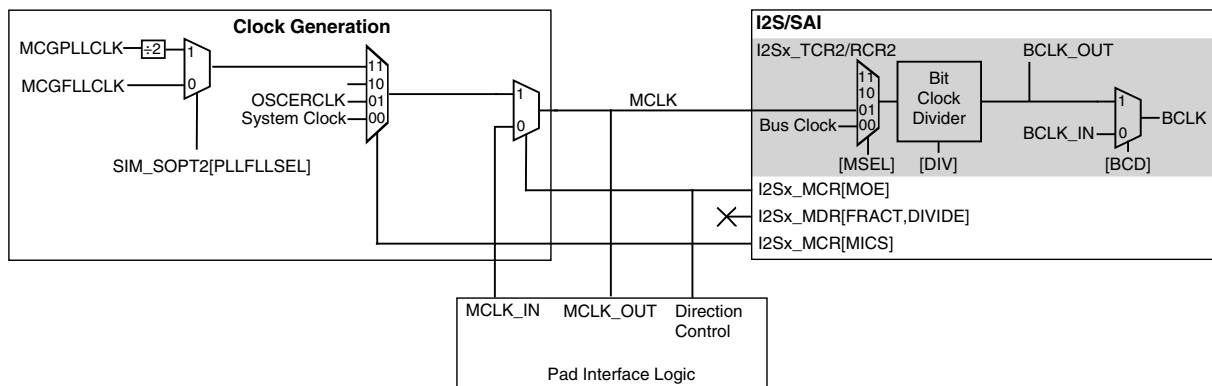 Clock Generation
MCGPLLCLK
÷2
1
MCGFLLCLK
0
SIM_SOPT2[PLLFLLSEL]
11
10
OSCERCLK
01
System Clock
00
1
0
MCLK
I2S/SAI
I2Sx_TCR2/RCR2
11
10
01
Bus Clock
00
[MSEL]
Bit
Clock
Divider
[DIV]
BCLK_OUT
1
BCLK_IN
0
BCLK
[BCD]
I2Sx_MCR[MOE]
I2Sx_MDR[FRACT,DIVIDE]
I2Sx_MCR[MICS]
MCLK_IN
MCLK_OUT
Direction
Control
Pad Interface Logic